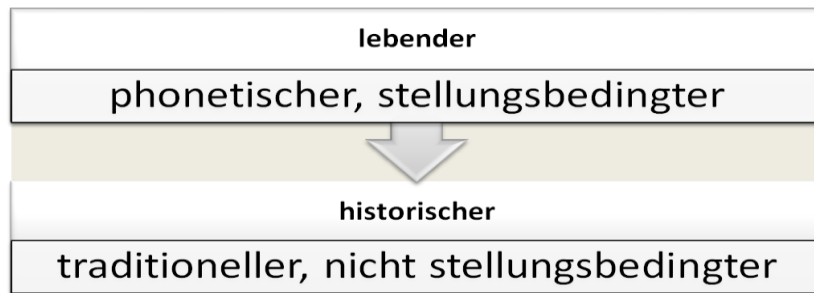 lebender
phonetischer, stellungsbedingter
historischer
traditioneller, nicht stellungsbedingter